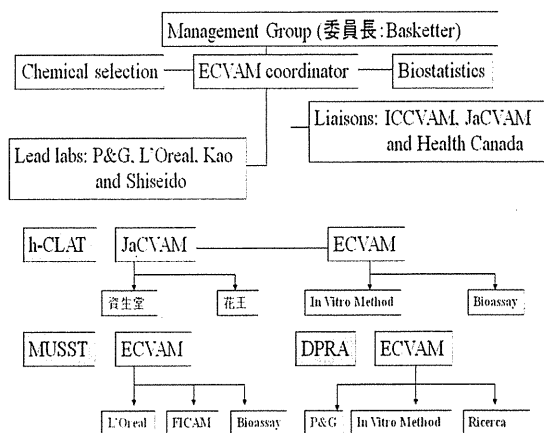 Management Group (委員長:Basketter)
Chemical selection
ECVAM coordinator
Biostatistics
Liaisons: ICCVAM, JaCVAM
and Health Canada
Lead labs: P&G, L'Oreal, Kao
and Shiseido
h-CLAT
JaCVAM
ECVAM
資生堂
花王
In Vitro Method
Bioassay
MUSST
ECVAM
DPRA
ECVAM
L'Oreal
FICAM
Bioassay
P&G
In Vitro Method
Ricerca